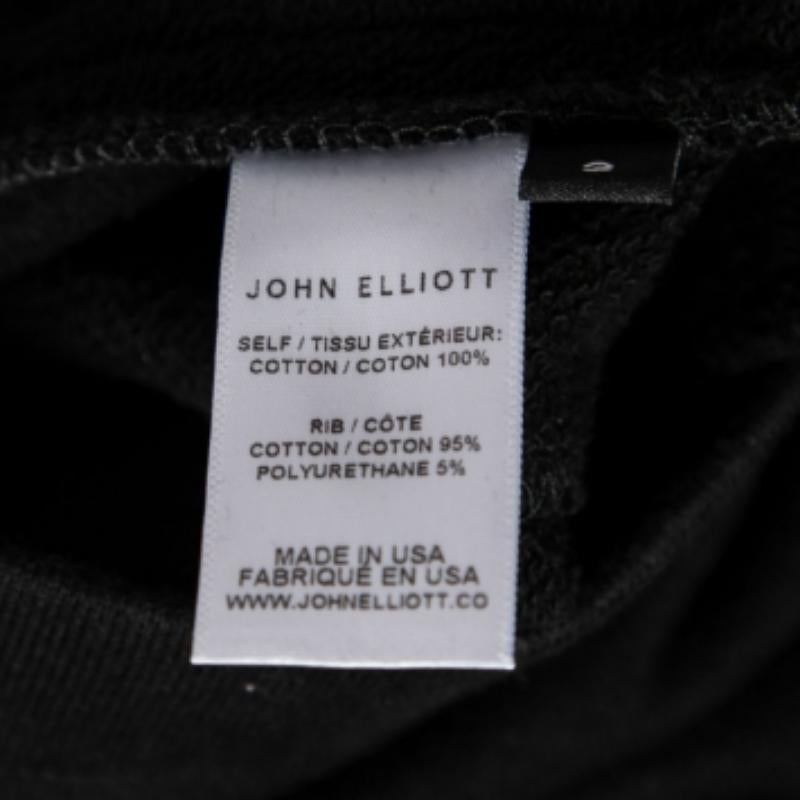 JOHN ELLIOTT
SELF / TISSU EXTÉRIEUR:
COTTON / COTON 100%
RIB / CÔTE
COTTON / COTON 95%
POLYURETHANE 5%
MADE IN USA
FABRIQUÉ EN USA
WWW.JOHNELLIOTT.CO